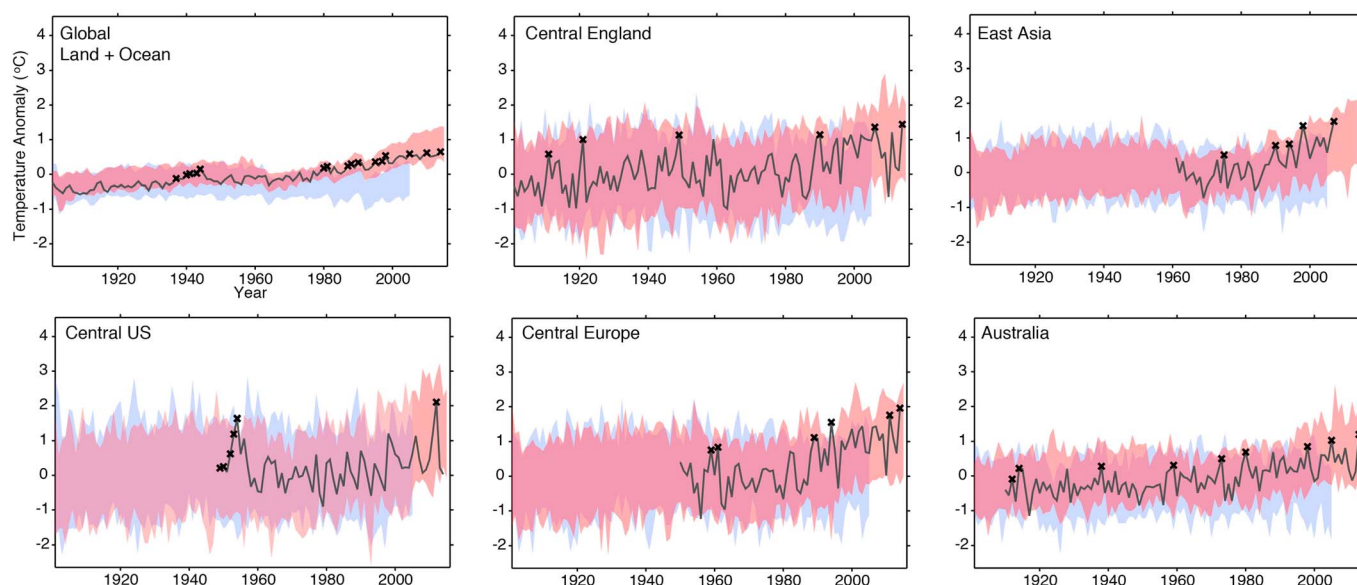 Global
Land + Ocean
Temperature Anomaly (°C)
4
3
2
1
0
-1
-2
1920 1940 1960 1980 2000
Year
Central England
4
3
2
1
0
-1
-2
1920 1940 1960 1980 2000
East Asia
4
3
2
1
0
-1
-2
1920 1940 1960 1980 2000
Central US
4
3
2
1
0
-1
-2
1920 1940 1960 1980 2000
Central Europe
4
3
2
1
0
-1
-2
1920 1940 1960 1980 2000
Australia
4
3
2
1
0
-1
-2
1920 1940 1960 1980 2000